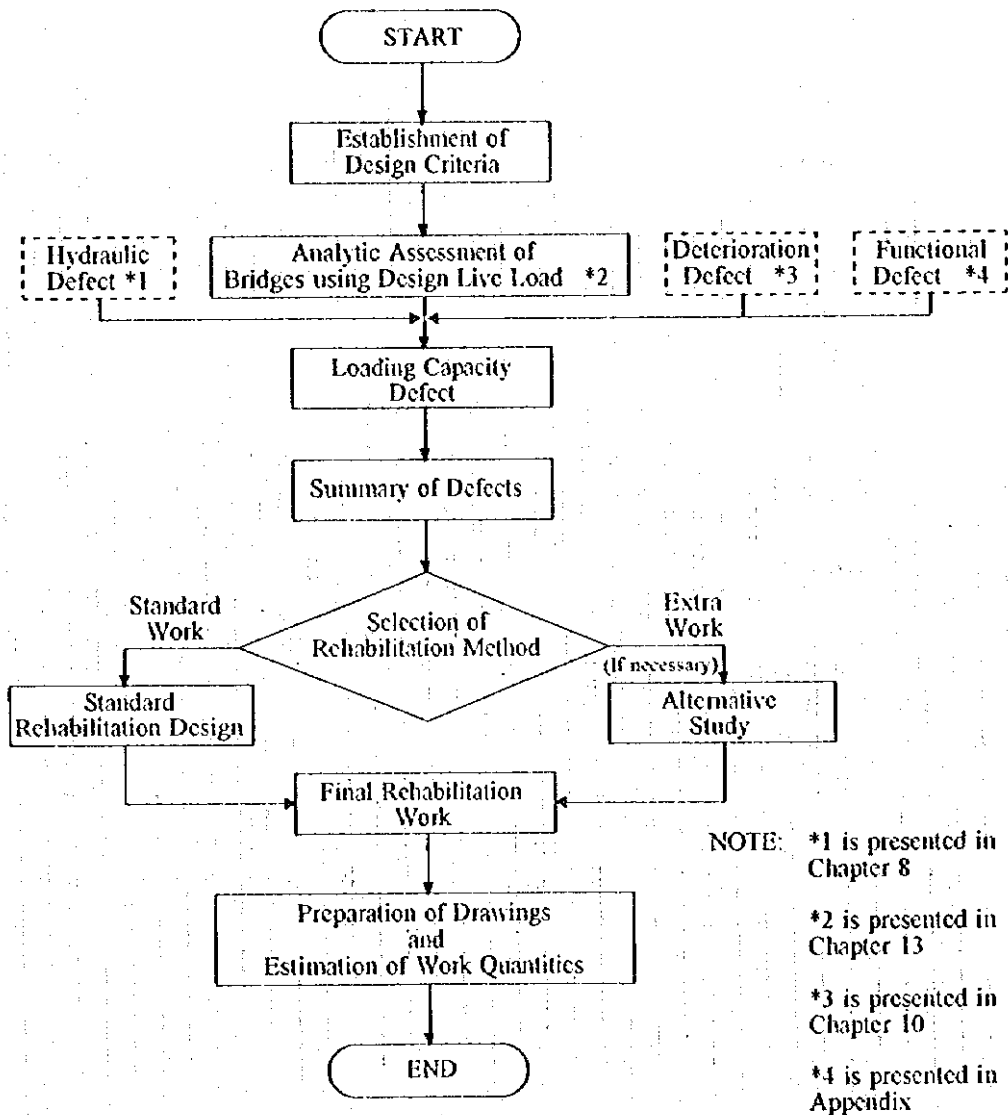 START
Establishment of
Design Criteria
Hydraulic
Defect *1
Analytic Assessment of
Bridges using Design Live Load *2
Deterioration
Defect *3
Functional
Defect *4
Loading Capacity
Defect
Summary of Defects
Standard
Work
Selection of
Rehabilitation Method
Extra
Work
(If necessary)
Standard
Rehabilitation Design
Alternative
Study
Final Rehabilitation
Work
Preparation of Drawings
and
Estimation of Work Quantities
END
NOTE: *1 is presented in
Chapter 8
*2 is presented in
Chapter 13
*3 is presented in
Chapter 10
*4 is presented in
Appendix